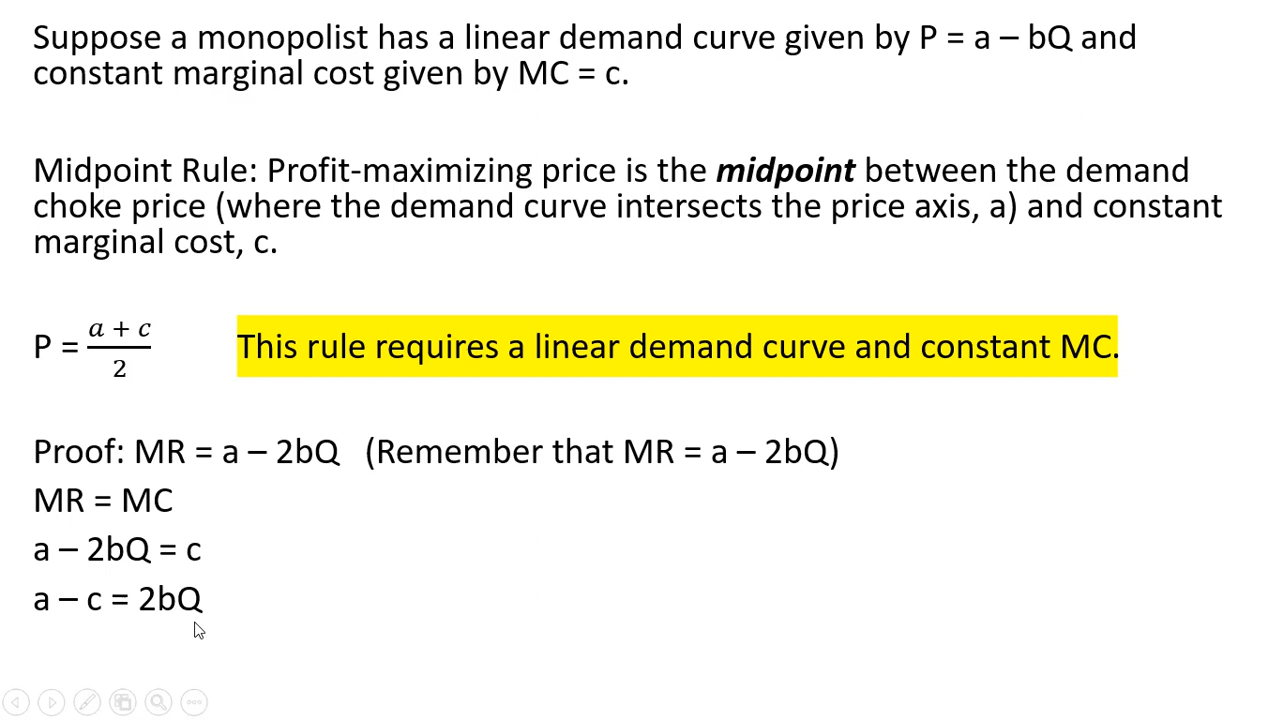 Suppose a monopolist has a linear demand curve given by P = a – bQ and
constant marginal cost given by MC = c.
Midpoint Rule: Profit-maximizing price is the midpoint between the demand
choke price (where the demand curve intersects the price axis, a) and constant
marginal cost, c.
P = (a + c)/2 This rule requires a linear demand curve and constant MC.
Proof: MR = a – 2bQ (Remember that MR = a – 2bQ)
MR = MC
a – 2bQ = c
a – c = 2bQ